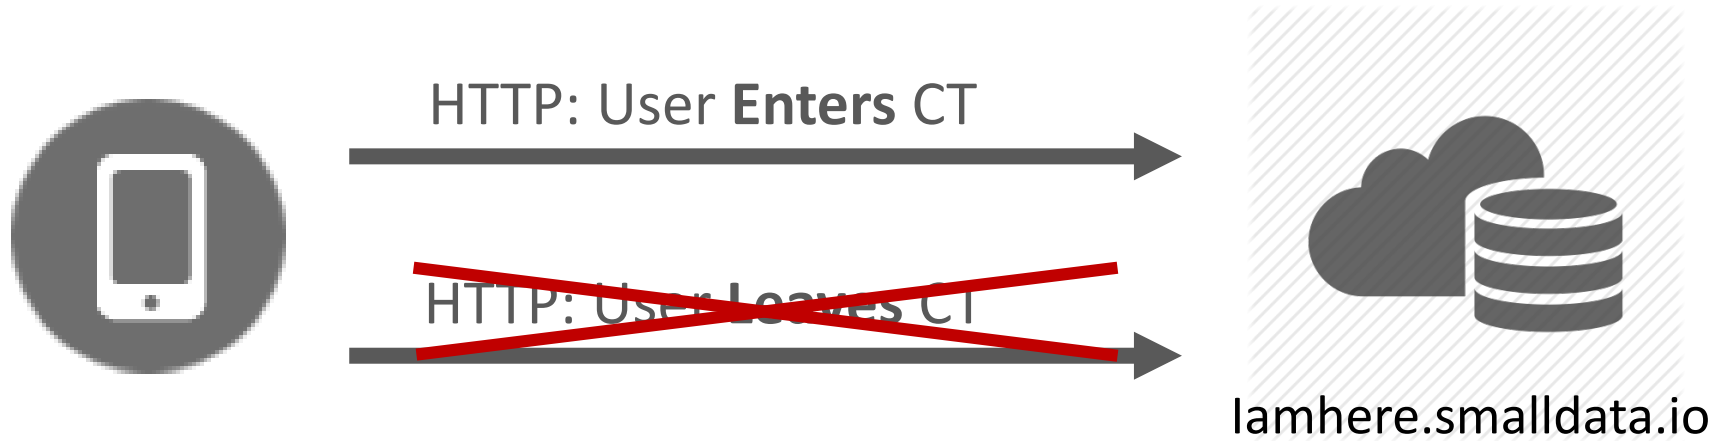 HTTP: User Enters CT
HTTP: User Leaves CT
Iamhere.smalldata.io